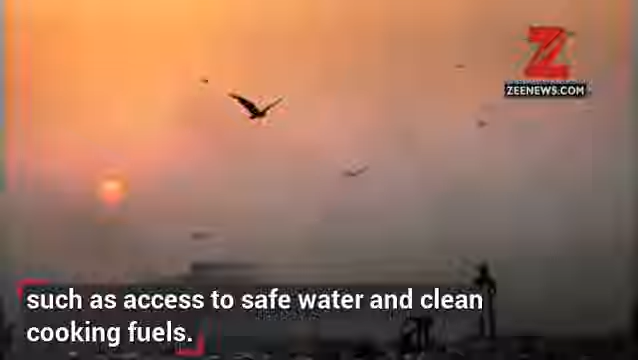 Z
ZEENEWS.COM
such as access to safe water and clean
cooking fuels.